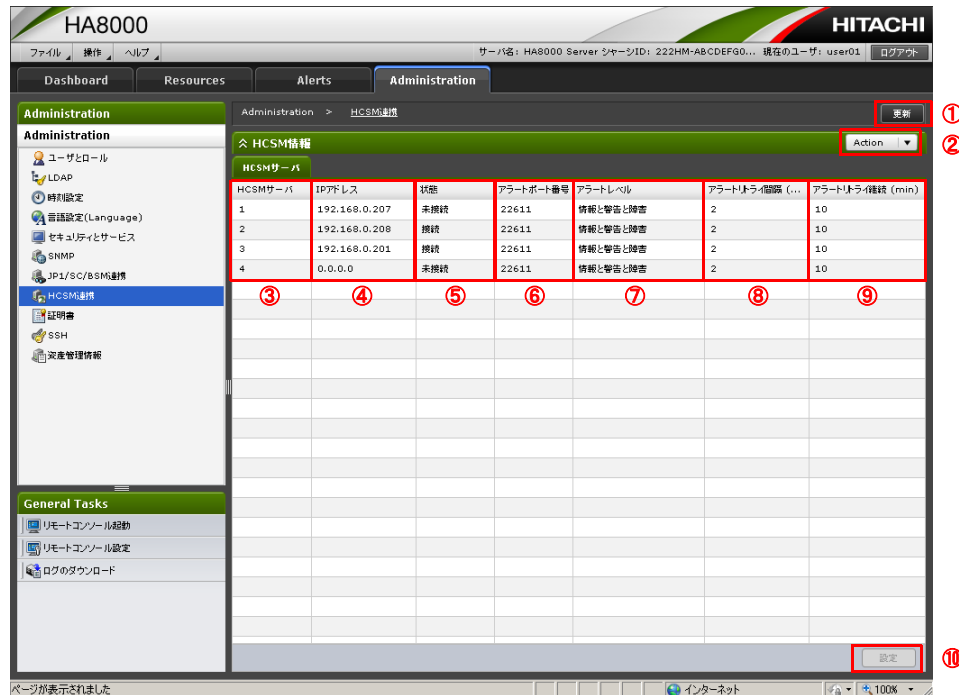 HA8000
HITACHI
ファイル 操作 ヘルプ サーバ名: HA8000 Server シャーシID: 222HM-ABCDEFG0... 現在のユーザ: user01 ログアウト
Dashboard Resources Alerts Administration
Administration
Administration
ユーザとロール
LDAP
時刻設定
言語設定(Language)
セキュリティとサービス
SNMP
JP1/SC/BSM連携
HCSM連携
証明書
SSH
資産管理情報
General Tasks
リモートコンソール起動
リモートコンソール設定
ログのダウンロード
Administration > HCSM連携 更新 ①
HCSM情報 Action ②
HCSMサーバ
HCSMサーバ IPアドレス 状態 アラートポート番号 アラートレベル アラートリトライ間隔 (... アラートリトライ継続 (min)
1 192.168.0.207 未接続 22611 情報と警告と障害 2 10
2 192.168.0.208 接続 22611 情報と警告と障害 2 10
3 192.168.0.201 接続 22611 情報と警告と障害 2 10
4 0.0.0.0 未接続 22611 情報と警告と障害 2 10
③ ④ ⑤ ⑥ ⑦ ⑧ ⑨
設定 ⑩
ページが表示されました インターネット 100%